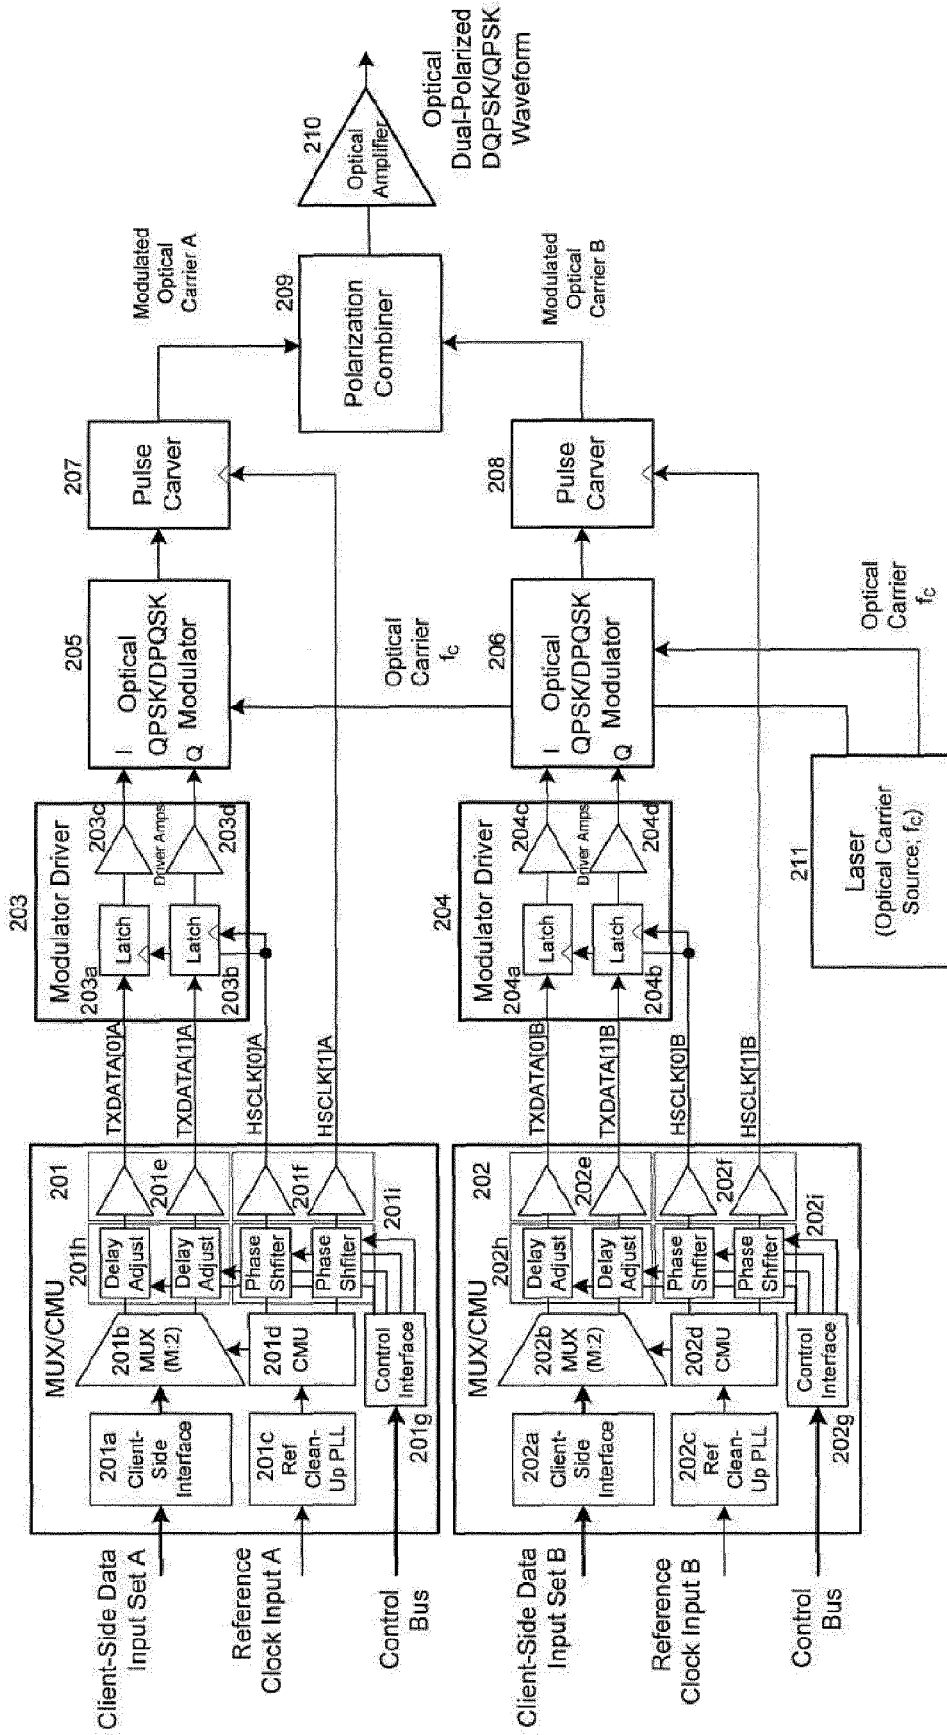 Client-Side Data
Input Set A
Reference
Clock Input A
Control
Bus
MUX/CMU
201
201a
Client-
Side
Interface
201b
MUX
(M:2)
201c
Ref
Clean-
Up PLL
201d
CMU
201g
Control
Interface
201h
Delay
Adjust
Delay
Adjust
Phase
Shfiter
Phase
Shfiter
201e
201f
201i
TXDATA[0]A
TXDATA[1]A
HSCLK[0]A
HSCLK[1]A
203
Modulator Driver
203a
Latch
Latch
203b
203c
Driver Amps
203d
205
I
Q
Optical
QPSK/DPQSK
Modulator
207
Pulse
Carver
Modulated
Optical
Carrier A
209
Polarization
Combiner
210
Optical
Amplifier
Optical
Dual-Polarized
DQPSK/QPSK
Waveform
Client-Side Data
Input Set B
Reference
Clock Input B
Control
Bus
MUX/CMU
202
202a
Client-
Side
Interface
202b
MUX
(M:2)
202c
Ref
Clean-
Up PLL
202d
CMU
202g
Control
Interface
202h
Delay
Adjust
Delay
Adjust
Phase
Shfiter
Phase
Shfiter
202e
202f
202i
TXDATA[0]B
TXDATA[1]B
HSCLK[0]B
HSCLK[1]B
204
Modulator Driver
204a
Latch
Latch
204b
204c
Driver Amps
204d
Optical
Carrier
fC
206
I
Q
Optical
QPSK/DPQSK
Modulator
208
Pulse
Carver
Modulated
Optical
Carrier B
211
Laser
(Optical Carrier
Source; fC)
Optical
Carrier
fC